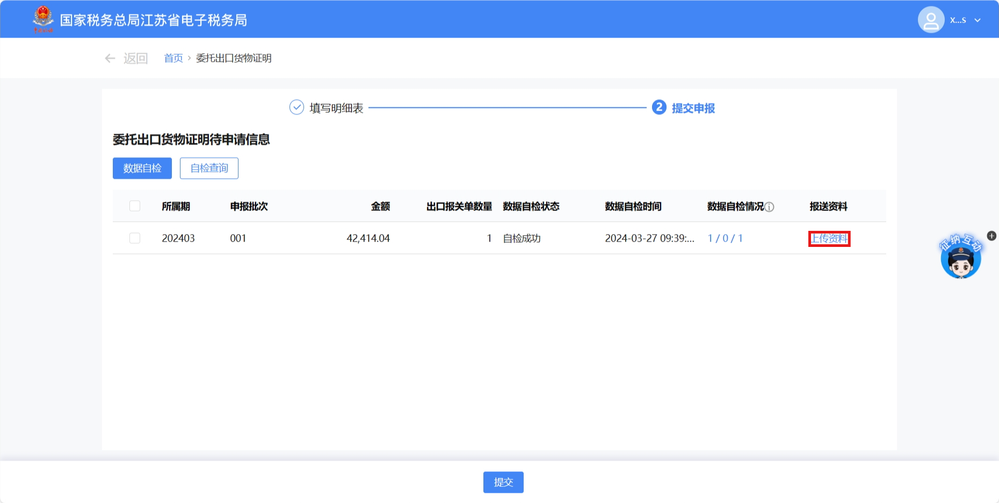 国家税务总局江苏省电子税务局
x...s
返回 首页 > 委托出口货物证明
填写明细表 2 提交申报
委托出口货物证明待申请信息
数据自检 自检查询
所属期 申报批次 金额 出口报关单数量 数据自检状态 数据自检时间 数据自检情况 报送资料
202403 001 42,414.04 1 自检成功 2024-03-27 09:39:... 1 / 0 / 1 上传资料
征纳互动
提交